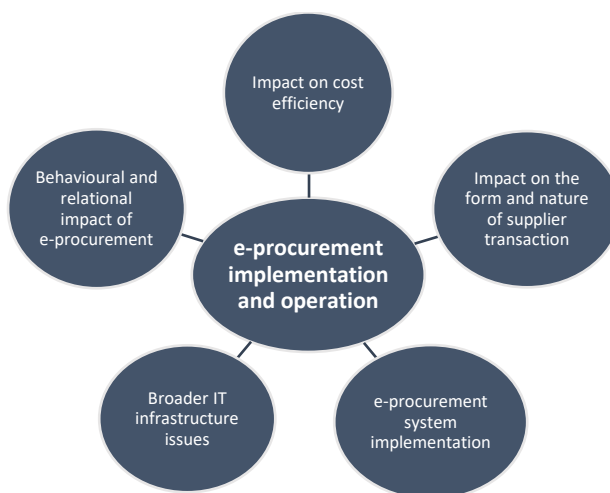 Impact on cost
efficiency
Behavioural and
relational
impact of
e-procurement
Impact on the
form and nature
of supplier
transaction
e-procurement
implementation
and operation
Broader IT
infrastructure
issues
e-procurement
system
implementation